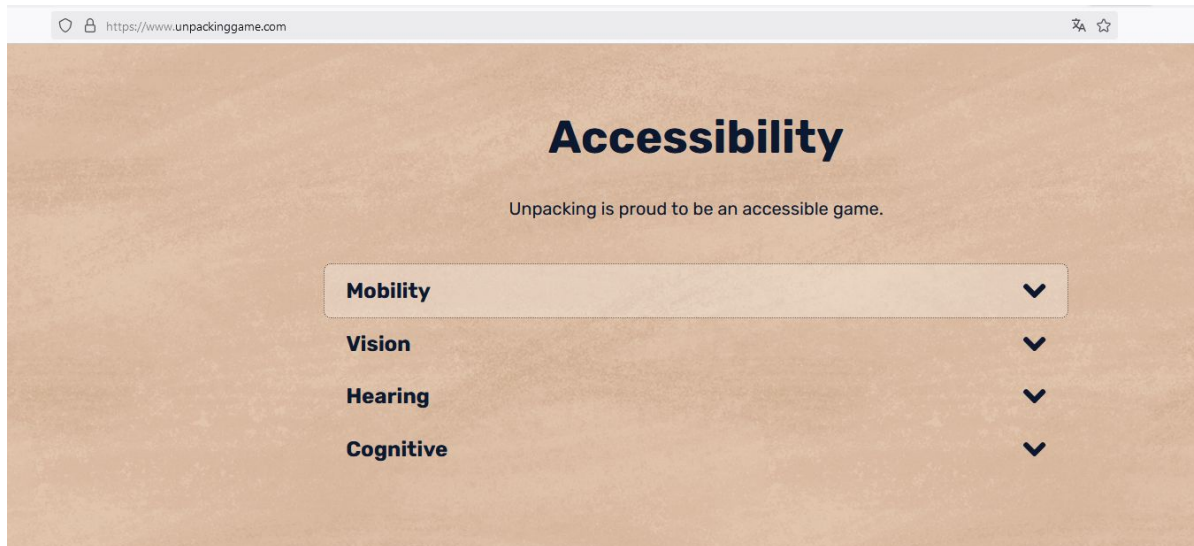 https://www.unpackinggame.com
Accessibility
Unpacking is proud to be an accessible game.
Mobility
Vision
Hearing
Cognitive